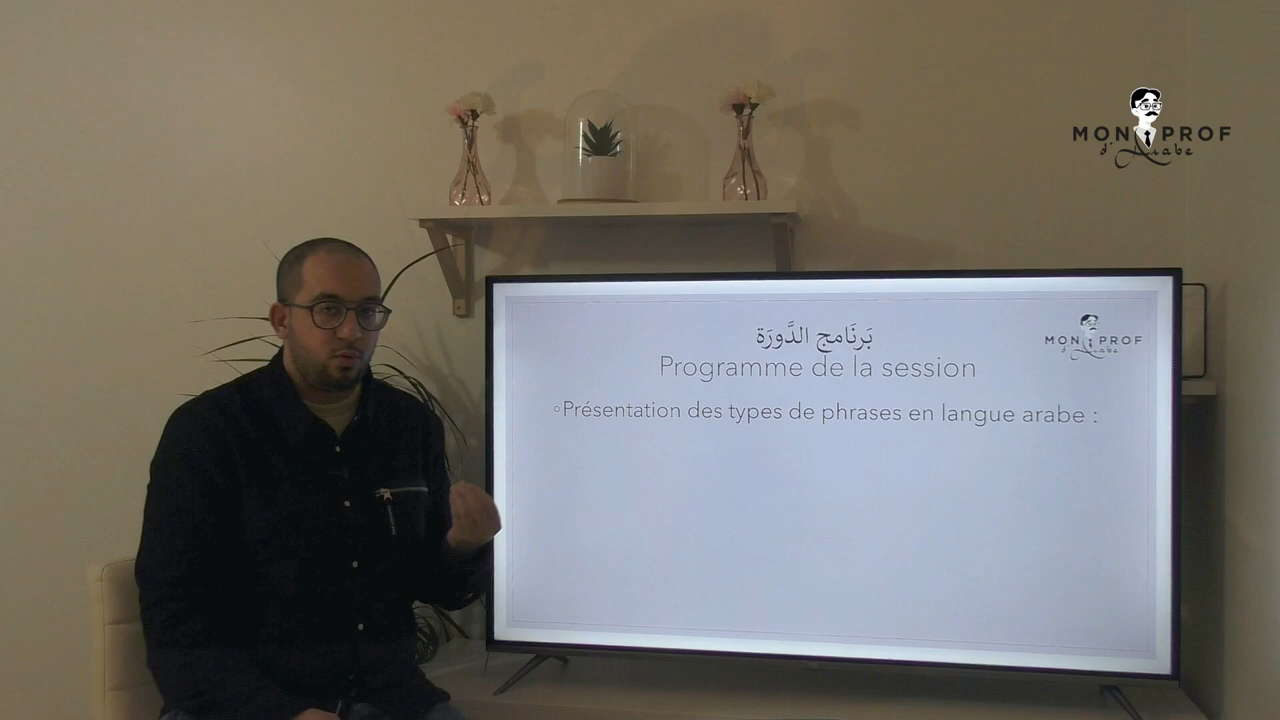 MON PROF
d'Arabe
بَرنَامج الدَّورَة
Programme de la session
MON PROF
d'Arabe
Présentation des types de phrases en langue arabe :